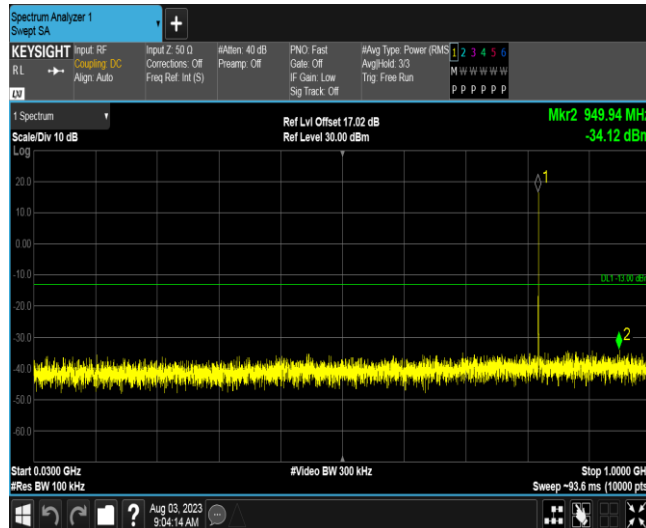 Spectrum Analyzer 1
Swept SA
+
KEYSIGHT
RL
LXI
Input: RF
Coupling: DC
Align: Auto
Input Z: 50 Ω
Corrections: Off
Freq Ref: Int (S)
#Atten: 40 dB
Preamp: Off
PNO: Fast
Gate: Off
IF Gain: Low
Sig Track: Off
#Avg Type: Power (RMS
Avg|Hold: 3/3
Trig: Free Run
1 2 3 4 5 6
M W W W W W
P P P P P P
1 Spectrum
Scale/Div 10 dB
Log
Ref Lvl Offset 17.02 dB
Ref Level 30.00 dBm
Mkr2 949.94 MHz
-34.12 dBm
20.0
10.0
0.00
-10.0
-20.0
-30.0
-40.0
-50.0
-60.0
1
DL1 -13.00 dB
2
Start 0.0300 GHz
#Res BW 100 kHz
#Video BW 300 kHz
Stop 1.0000 GH
Sweep ~93.6 ms (10000 pts
?
Aug 03, 2023
9:04:14 AM